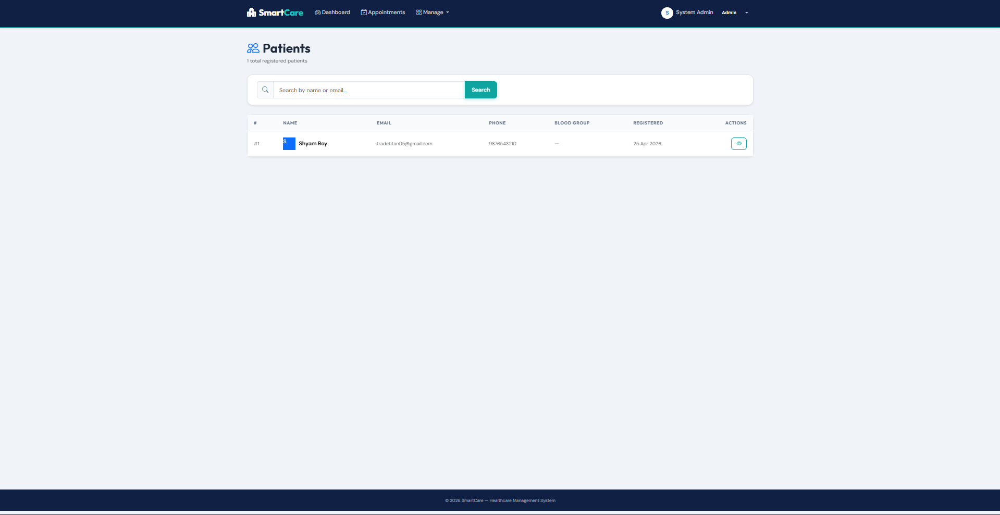 SmartCare Dashboard Appointments Manage S System Admin Admin
Patients
1 total registered patients
Search by name or email... Search
# NAME EMAIL PHONE BLOOD GROUP REGISTERED ACTIONS
#1 S Shyam Roy tradetitan05@gmail.com 9876543210 — 25 Apr 2026
© 2026 SmartCare — Healthcare Management System